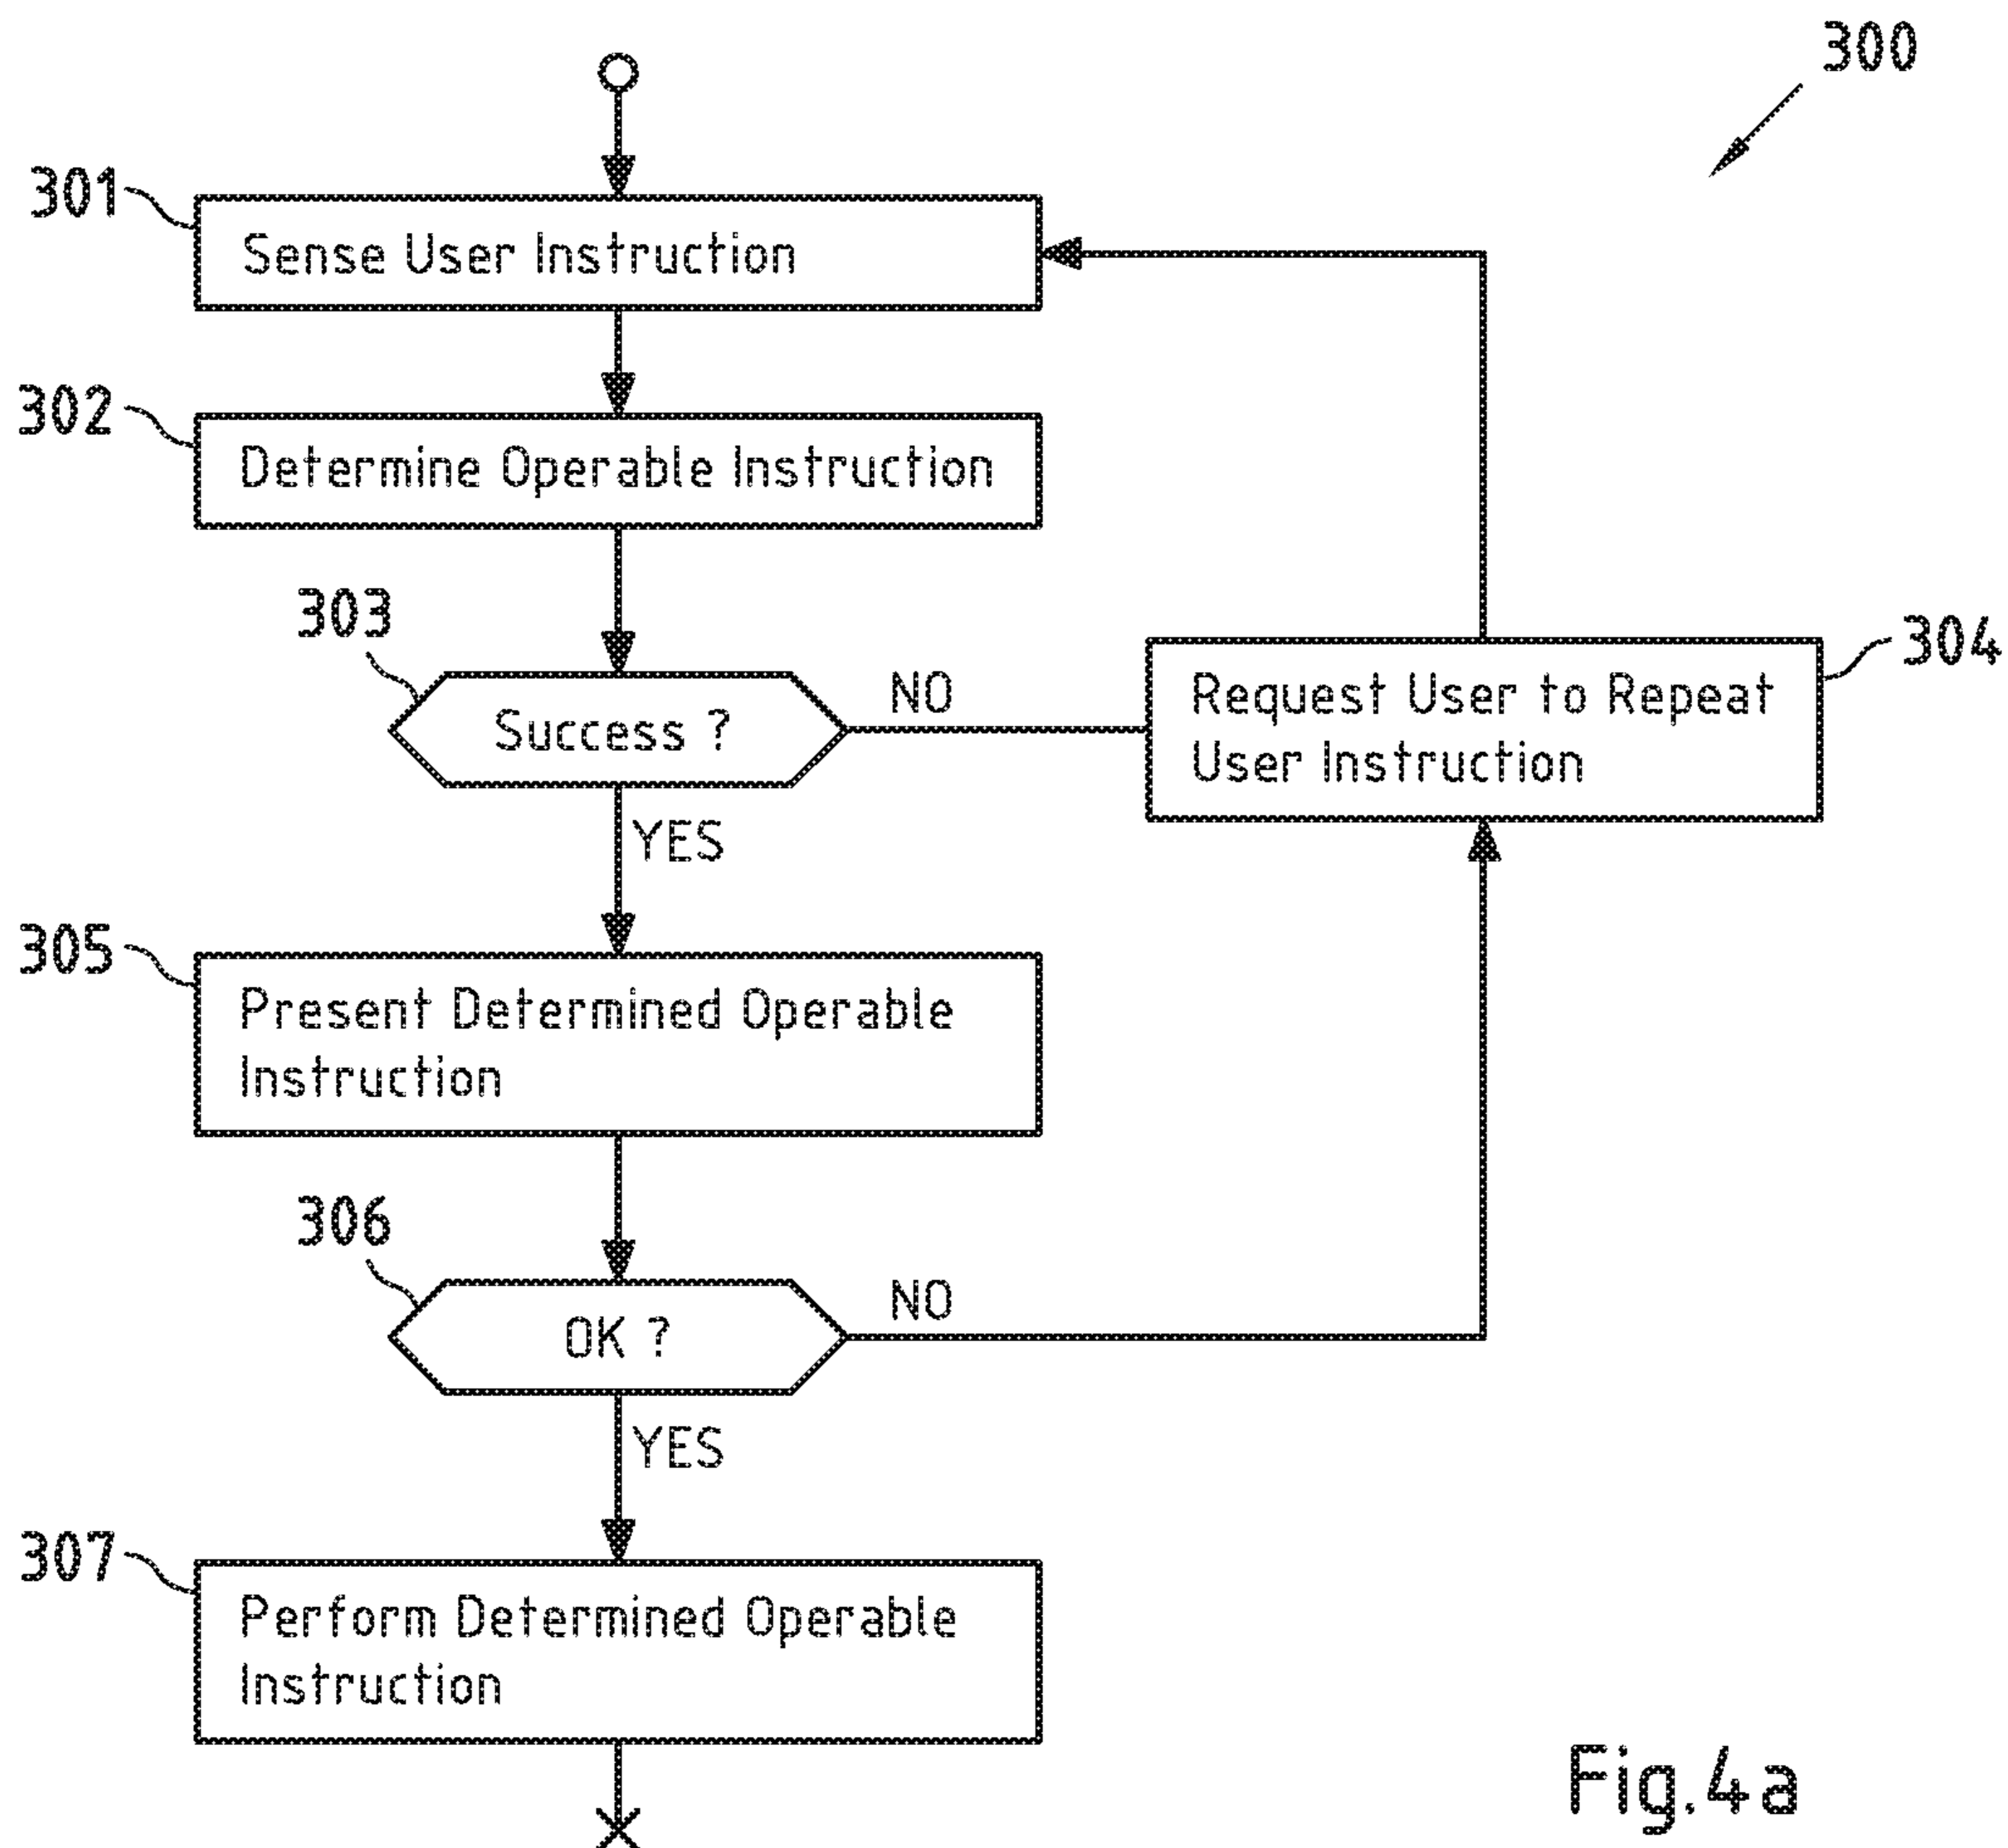 300
301
Sense User Instruction
302
Determine Operable Instruction
303
Success ?
NO
304
Request User to Repeat
User Instruction
YES
305
Present Determined Operable
Instruction
306
OK ?
NO
YES
307
Perform Determined Operable
Instruction
Fig.4a